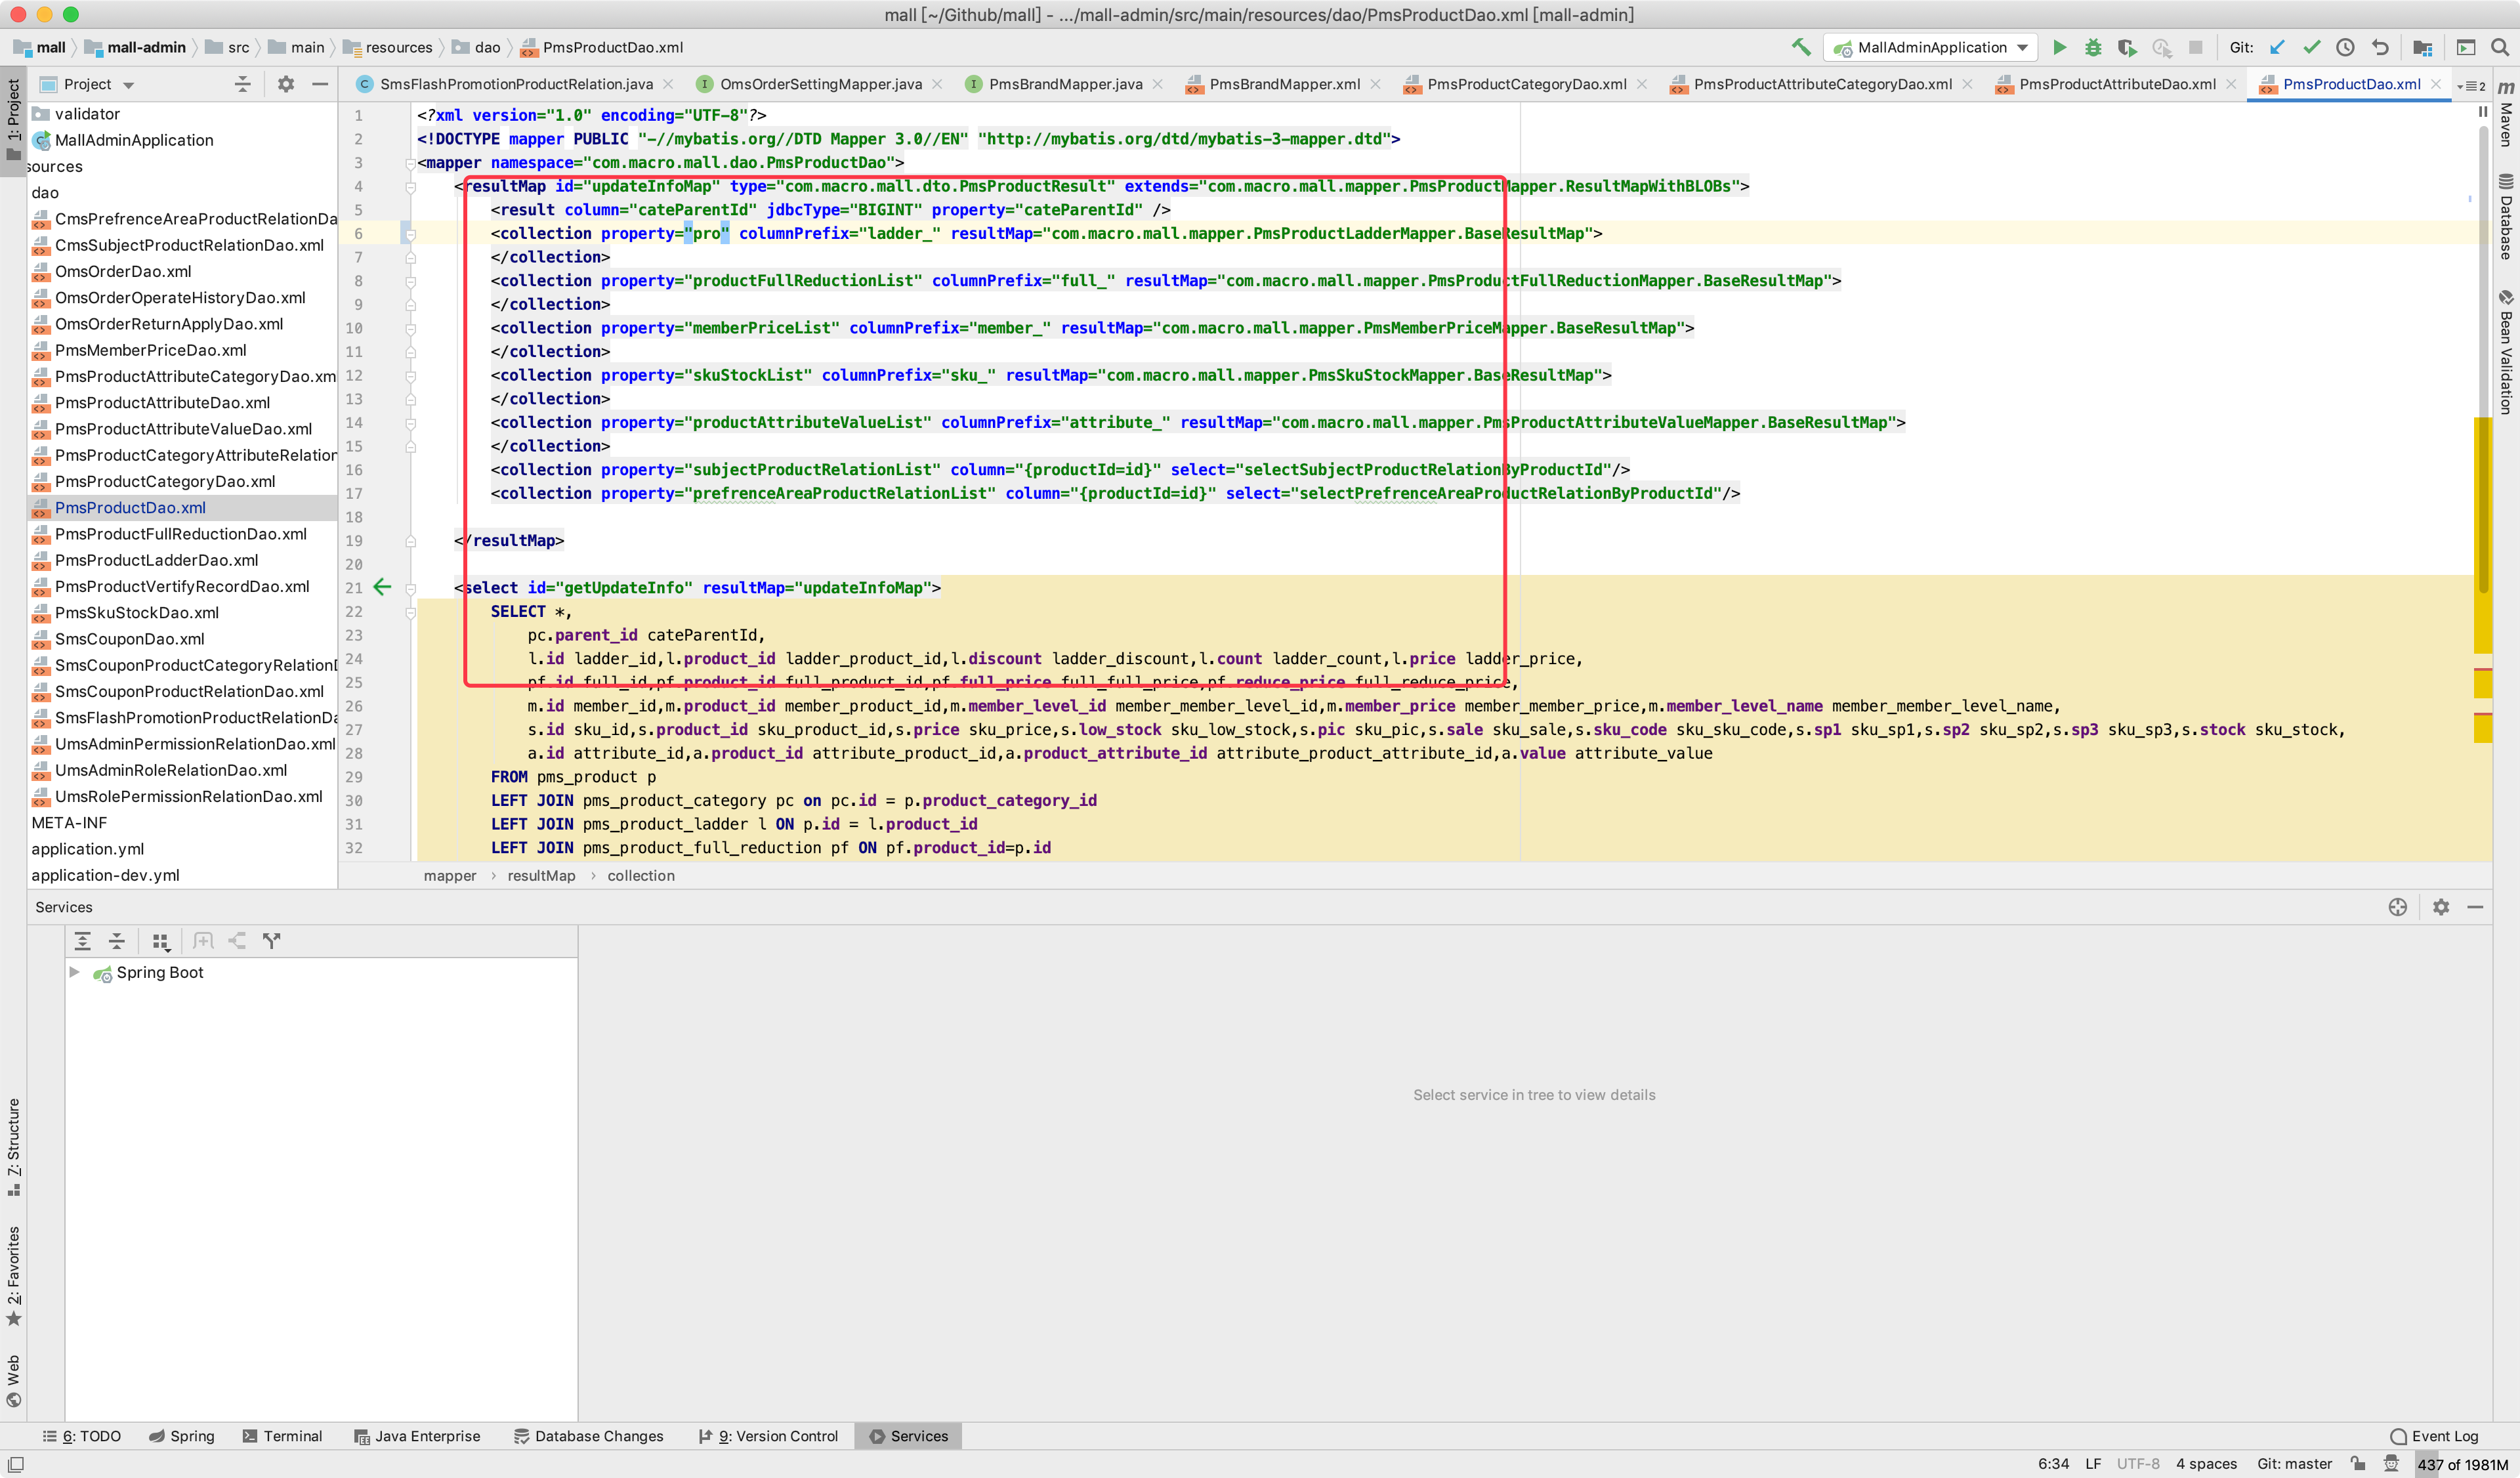 mall [~/Github/mall] - .../mall-admin/src/main/resources/dao/PmsProductDao.xml [mall-admin]
mall mall-admin src main resources dao PmsProductDao.xml MallAdminApplication Git:
Project SmsFlashPromotionProductRelation.java OmsOrderSettingMapper.java PmsBrandMapper.java PmsBrandMapper.xml PmsProductCategoryDao.xml PmsProductAttributeCategoryDao.xml PmsProductAttributeDao.xml PmsProductDao.xml 2
1: Project
validator
MallAdminApplication
sources
dao
CmsPrefrenceAreaProductRelationDa
CmsSubjectProductRelationDao.xml
OmsOrderDao.xml
OmsOrderOperateHistoryDao.xml
OmsOrderReturnApplyDao.xml
PmsMemberPriceDao.xml
PmsProductAttributeCategoryDao.xm
PmsProductAttributeDao.xml
PmsProductAttributeValueDao.xml
PmsProductCategoryAttributeRelation
PmsProductCategoryDao.xml
PmsProductDao.xml
PmsProductFullReductionDao.xml
PmsProductLadderDao.xml
PmsProductVertifyRecordDao.xml
PmsSkuStockDao.xml
SmsCouponDao.xml
SmsCouponProductCategoryRelationD
SmsCouponProductRelationDao.xml
SmsFlashPromotionProductRelationDa
UmsAdminPermissionRelationDao.xml
UmsAdminRoleRelationDao.xml
UmsRolePermissionRelationDao.xml
META-INF
application.yml
application-dev.yml
1 <?xml version="1.0" encoding="UTF-8"?>
2 <!DOCTYPE mapper PUBLIC "-//mybatis.org//DTD Mapper 3.0//EN" "http://mybatis.org/dtd/mybatis-3-mapper.dtd">
3 <mapper namespace="com.macro.mall.dao.PmsProductDao">
4 <resultMap id="updateInfoMap" type="com.macro.mall.dto.PmsProductResult" extends="com.macro.mall.mapper.PmsProductMapper.ResultMapWithBLOBs">
5 <result column="cateParentId" jdbcType="BIGINT" property="cateParentId" />
6 <collection property="pro" columnPrefix="ladder_" resultMap="com.macro.mall.mapper.PmsProductLadderMapper.BaseResultMap">
7 </collection>
8 <collection property="productFullReductionList" columnPrefix="full_" resultMap="com.macro.mall.mapper.PmsProductFullReductionMapper.BaseResultMap">
9 </collection>
10 <collection property="memberPriceList" columnPrefix="member_" resultMap="com.macro.mall.mapper.PmsMemberPriceMapper.BaseResultMap">
11 </collection>
12 <collection property="skuStockList" columnPrefix="sku_" resultMap="com.macro.mall.mapper.PmsSkuStockMapper.BaseResultMap">
13 </collection>
14 <collection property="productAttributeValueList" columnPrefix="attribute_" resultMap="com.macro.mall.mapper.PmsProductAttributeValueMapper.BaseResultMap">
15 </collection>
16 <collection property="subjectProductRelationList" column="{productId=id}" select="selectSubjectProductRelationByProductId"/>
17 <collection property="prefrenceAreaProductRelationList" column="{productId=id}" select="selectPrefrenceAreaProductRelationByProductId"/>
18
19 </resultMap>
20
21 <select id="getUpdateInfo" resultMap="updateInfoMap">
22 SELECT *,
23 pc.parent_id cateParentId,
24 l.id ladder_id,l.product_id ladder_product_id,l.discount ladder_discount,l.count ladder_count,l.price ladder_price,
25 pf.id full_id,pf.product_id full_product_id,pf.full_price full_full_price,pf.reduce_price full_reduce_price,
26 m.id member_id,m.product_id member_product_id,m.member_level_id member_member_level_id,m.member_price member_member_price,m.member_level_name member_member_level_name,
27 s.id sku_id,s.product_id sku_product_id,s.price sku_price,s.low_stock sku_low_stock,s.pic sku_pic,s.sale sku_sale,s.sku_code sku_sku_code,s.sp1 sku_sp1,s.sp2 sku_sp2,s.sp3 sku_sp3,s.stock sku_stock,
28 a.id attribute_id,a.product_id attribute_product_id,a.product_attribute_id attribute_product_attribute_id,a.value attribute_value
29 FROM pms_product p
30 LEFT JOIN pms_product_category pc on pc.id = p.product_category_id
31 LEFT JOIN pms_product_ladder l ON p.id = l.product_id
32 LEFT JOIN pms_product_full_reduction pf ON pf.product_id=p.id
mapper resultMap collection
m Maven
Database
Bean Validation
Services
Spring Boot
Select service in tree to view details
7: Structure
2: Favorites
Web
6: TODO Spring Terminal Java Enterprise Database Changes 9: Version Control Services Event Log
6:34 LF UTF-8 4 spaces Git: master 437 of 1981M